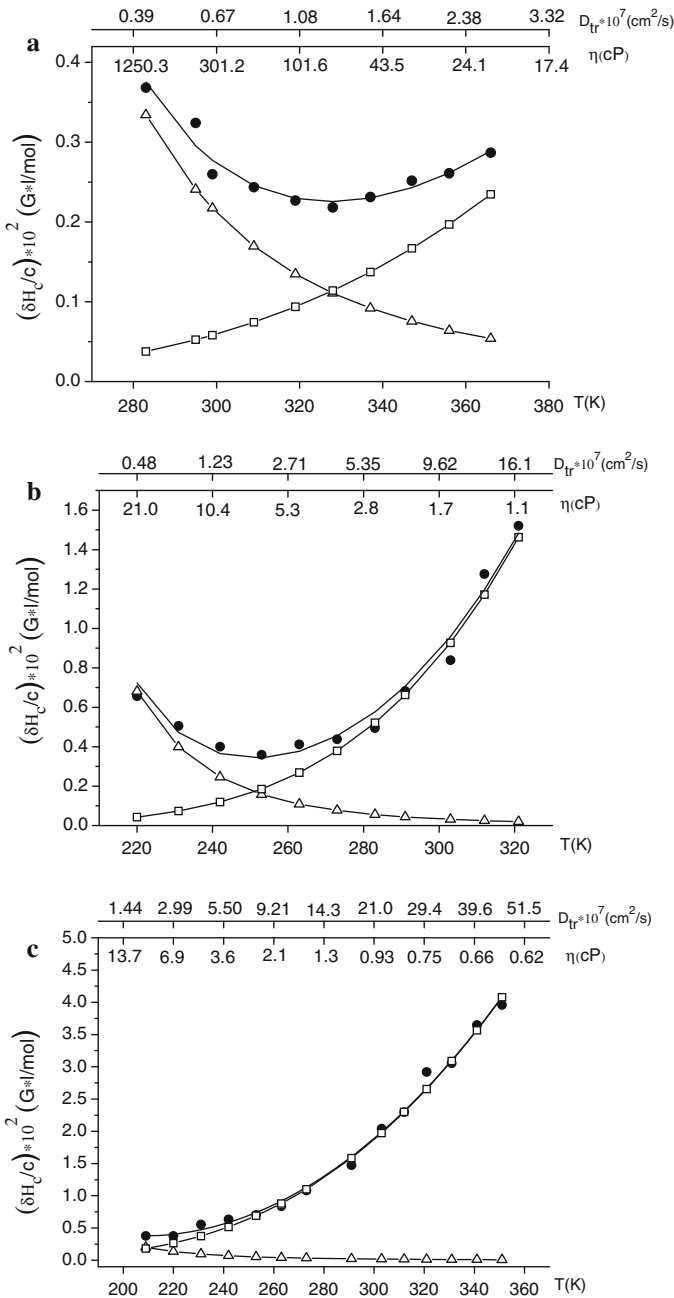 0.39 0.67 1.08 1.64 2.38 3.32 D_tr*10^7(cm^2/s)
a
1250.3 301.2 101.6 43.5 24.1 17.4 η(cP)
0.4
0.3
0.2
0.1
0.0
(δH_c/c)*10^2 (G*l/mol)
280 300 320 340 360 380
T(K)
0.48 1.23 2.71 5.35 9.62 16.1 D_tr*10^7(cm^2/s)
b
21.0 10.4 5.3 2.8 1.7 1.1 η(cP)
1.6
1.4
1.2
1.0
0.8
0.6
0.4
0.2
0.0
(δH_c/c)*10^2 (G*l/mol)
220 240 260 280 300 320 T(K)
1.44 2.99 5.50 9.21 14.3 21.0 29.4 39.6 51.5 D_tr*10^7(cm^2/s)
c
13.7 6.9 3.6 2.1 1.3 0.93 0.75 0.66 0.62 η(cP)
5.0
4.5
4.0
3.5
3.0
2.5
2.0
1.5
1.0
0.5
0.0
(δH_c/c)*10^2 (G*l/mol)
200 220 240 260 280 300 320 340 360 T(K)